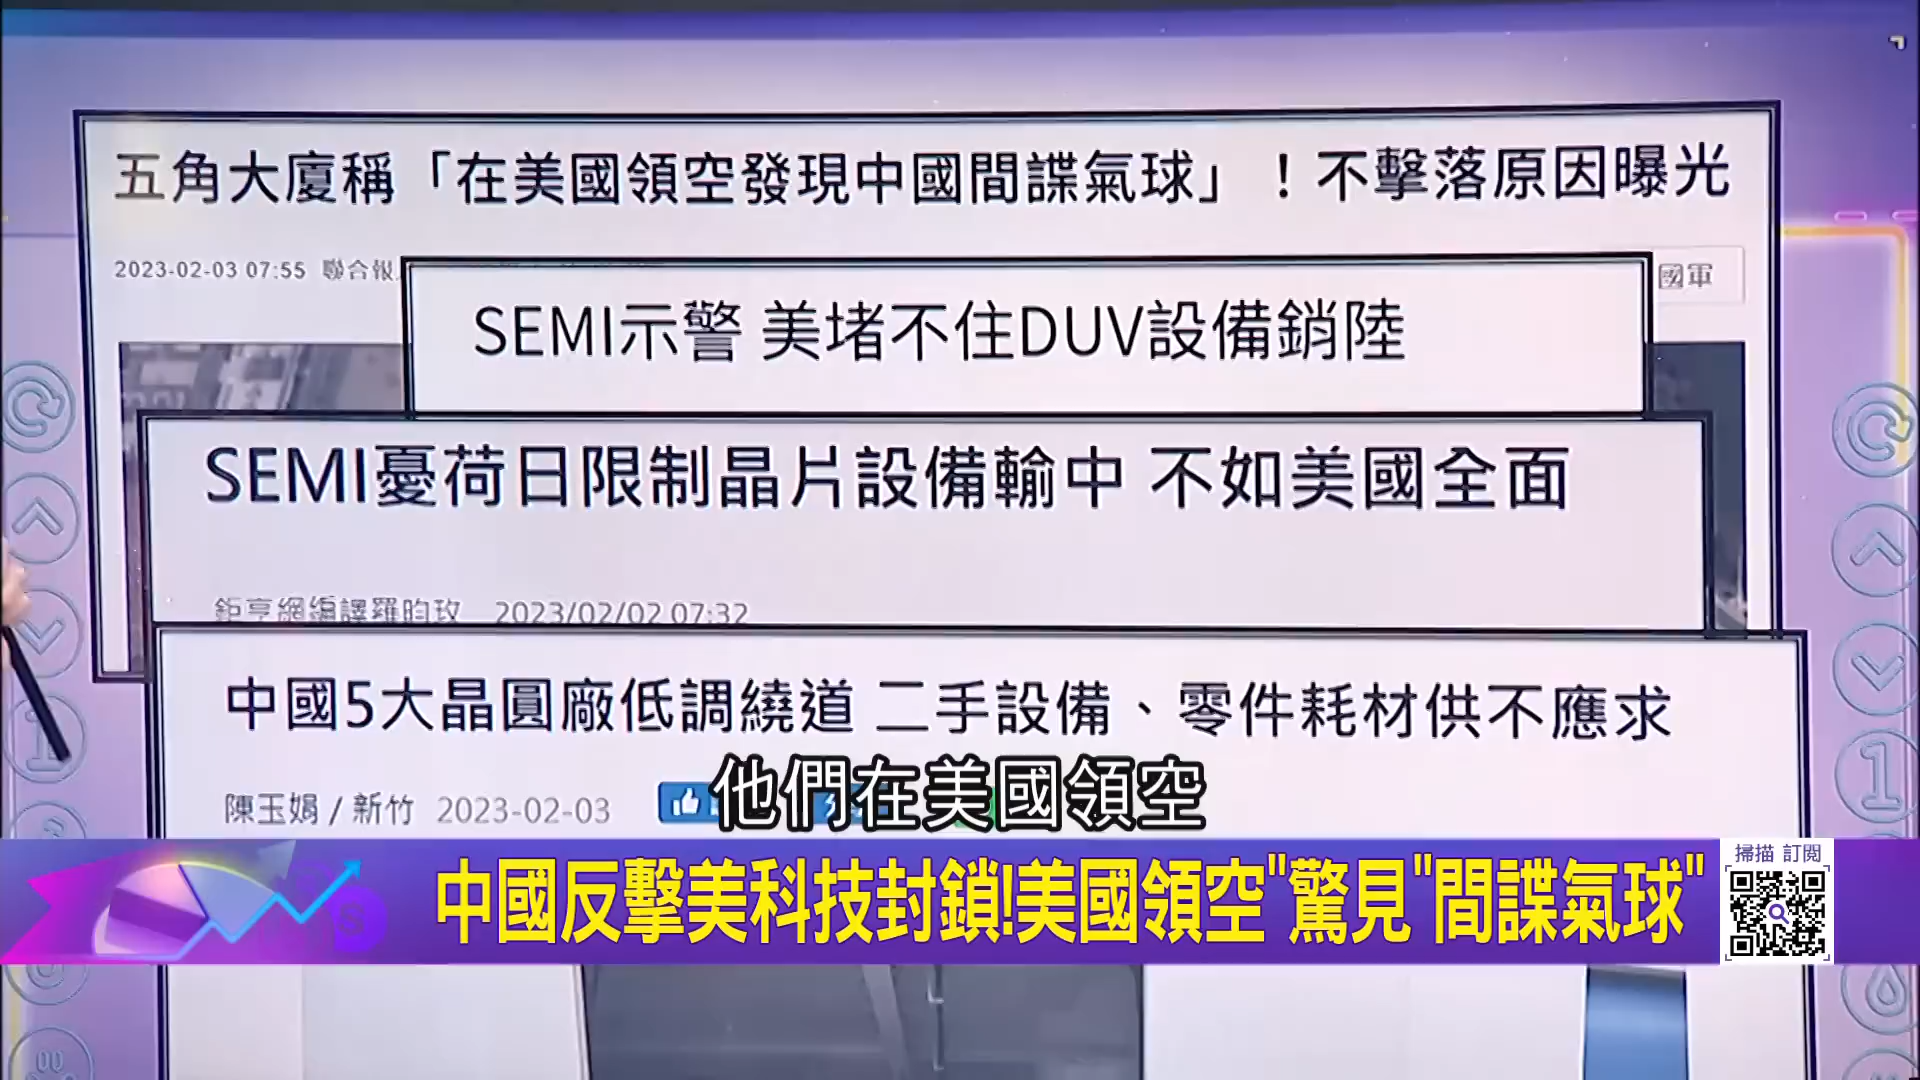 五角大廈稱「在美國領空發現中國間諜氣球」！不擊落原因曝光
2023-02-03 07:55 聯合報
國軍
SEMI示警 美堵不住DUV設備銷陸
SEMI憂荷日限制晶片設備輸中 不如美國全面
鉅亨網編譯羅昀玫 2023/02/02 07:32
中國5大晶圓廠低調繞道 二手設備、零件耗材供不應求
陳玉娟 / 新竹 2023-02-03
他們在美國領空
中國反擊美科技封鎖!美國領空"驚見"間諜氣球"
掃描 訂閱